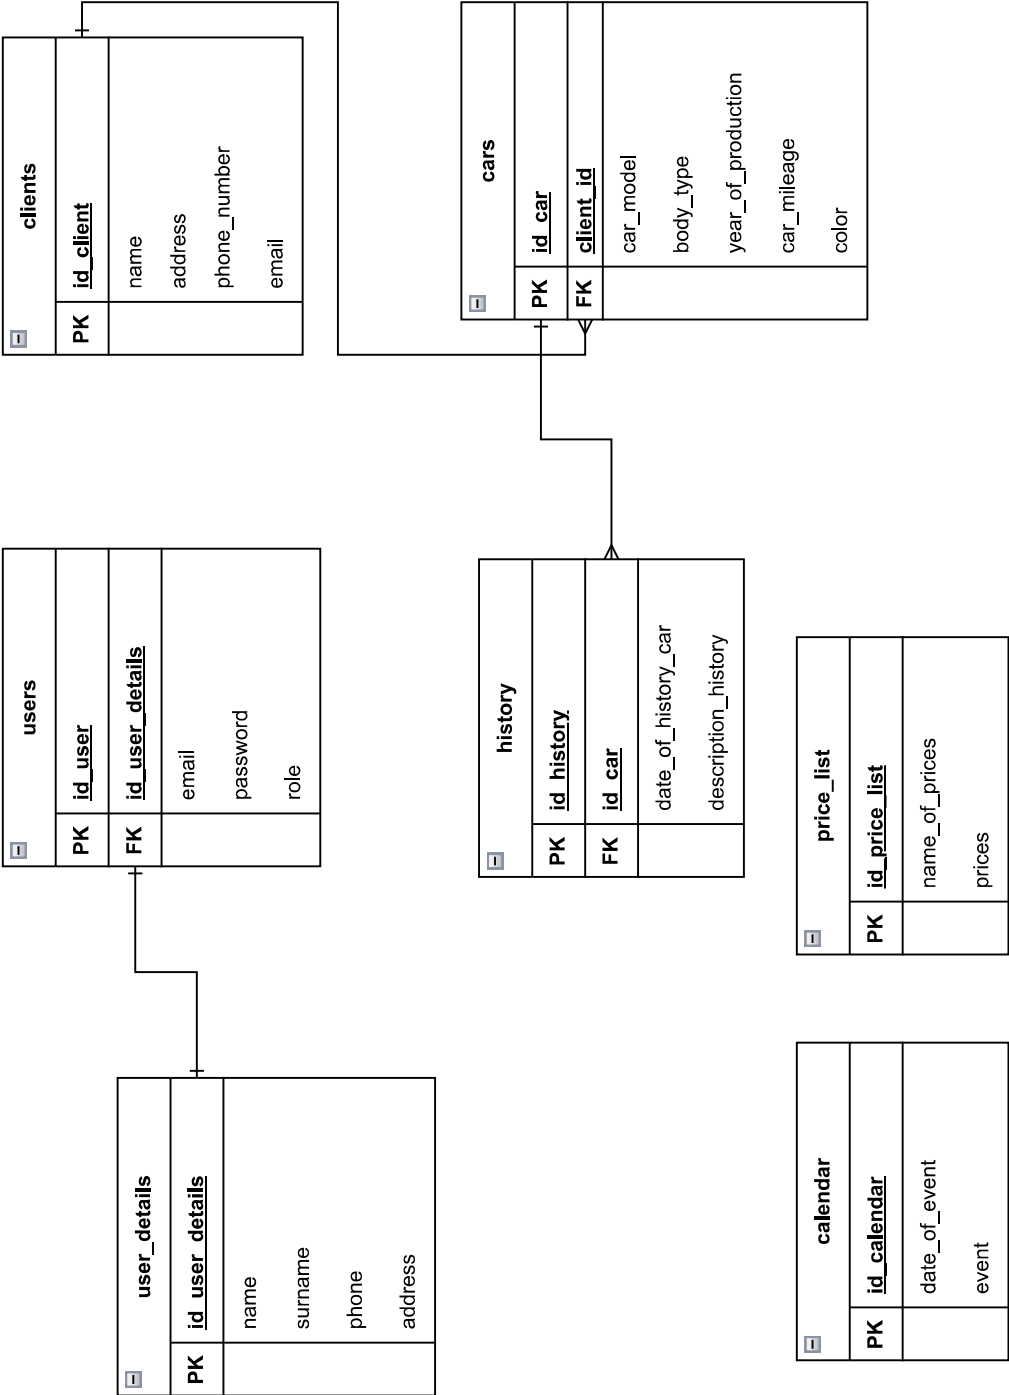 user_details
PK id_user_details
name
surname
phone
address
users
PK id_user
FK id_user_details
email
password
role
clients
PK id_client
name
address
phone_number
email
history
PK id_history
FK id_car
date_of_history_car
description_history
cars
PK id_car
FK client_id
car_model
body_type
year_of_production
car_mileage
color
calendar
PK id_calendar
date_of_event
event
price_list
PK id_price_list
name_of_prices
prices